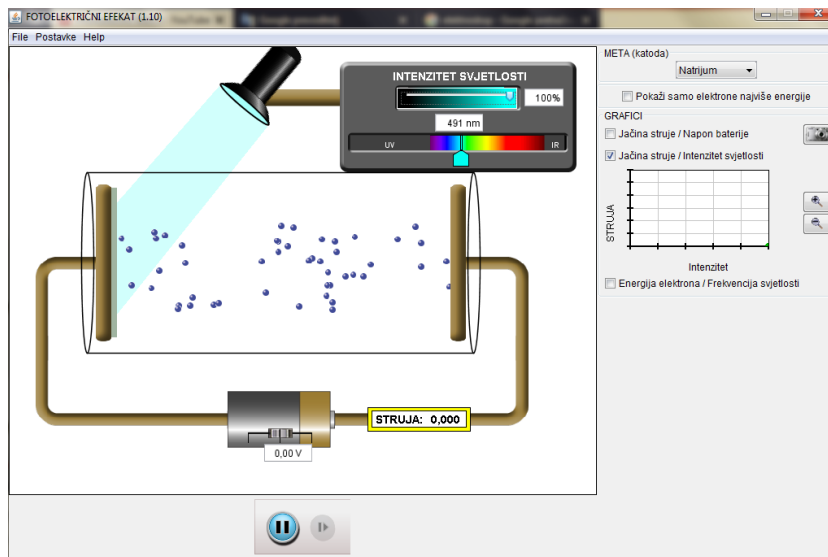 FOTOELEKTRIČNI EFEKAT (1.10)
File Postavke Help
INTENZITET SVJETLOSTI
100%
491 nm
UV
IR
STRUJA: 0,000
0,00 V
META (katoda)
Natrijum
Pokaži samo elektrone najviše energije
GRAFICI
Jačina struje / Napon baterije
Jačina struje / Intenzitet svjetlosti
STRUJA
Intenzitet
Energija elektrona / Frekvencija svjetlosti